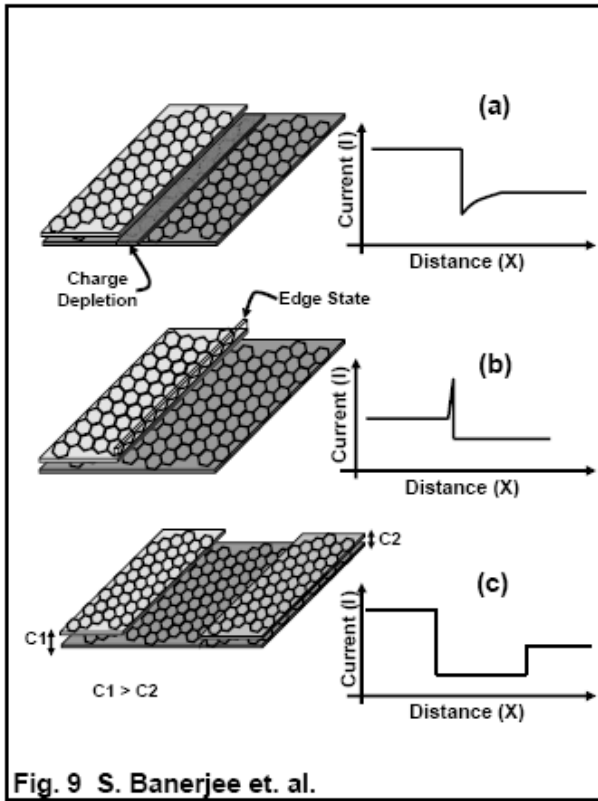 (a)
Current (I)
Distance (X)
Charge
Depletion
Edge State
(b)
Current (I)
Distance (X)
C2
(c)
C1
Current (I)
C1 > C2
Distance (X)
Fig. 9 S. Banerjee et. al.